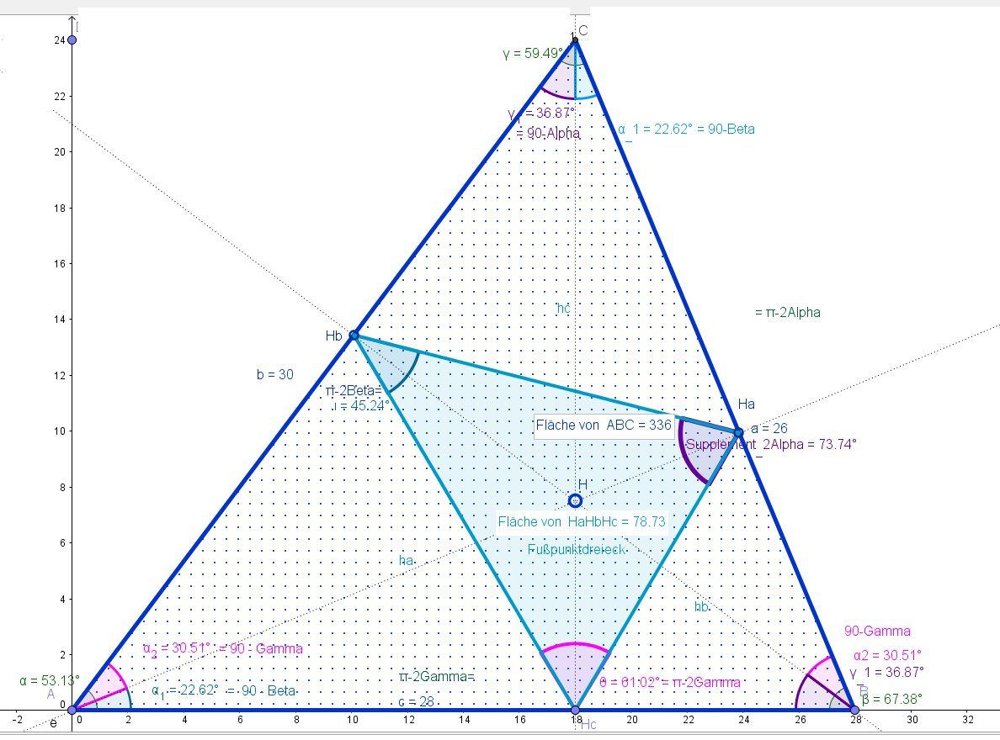 24
C
γ = 59.49°
22
γ_1 = 36.87°
= 90-Alpha
α_1 = 22.62° = 90-Beta
20
18
16
hc
14
= π-2Alpha
Hb
b = 30
12
π-2Beta=
ι = 45.24°
Ha
10
Fläche von ABC = 336
a = 26
Supplement_2Alpha = 73.74°
8
H
Fläche von HaHbHc = 78.73
6
Fußpunktdreieck
ha
4
hb
90-Gamma
2
α₂ = 30.51° = 90 - Gamma
α2 = 30.51°
π-2Gamma=
γ_1 = 36.87°
α = 53.13°
θ = 61.02° = π-2Gamma
A
α₁ = 22.62° = 90 - Beta
B
β = 67.38°
c = 28
0
e
Hc
-2 0 2 4 6 8 10 12 14 16 18 20 22 24 26 28 30 32